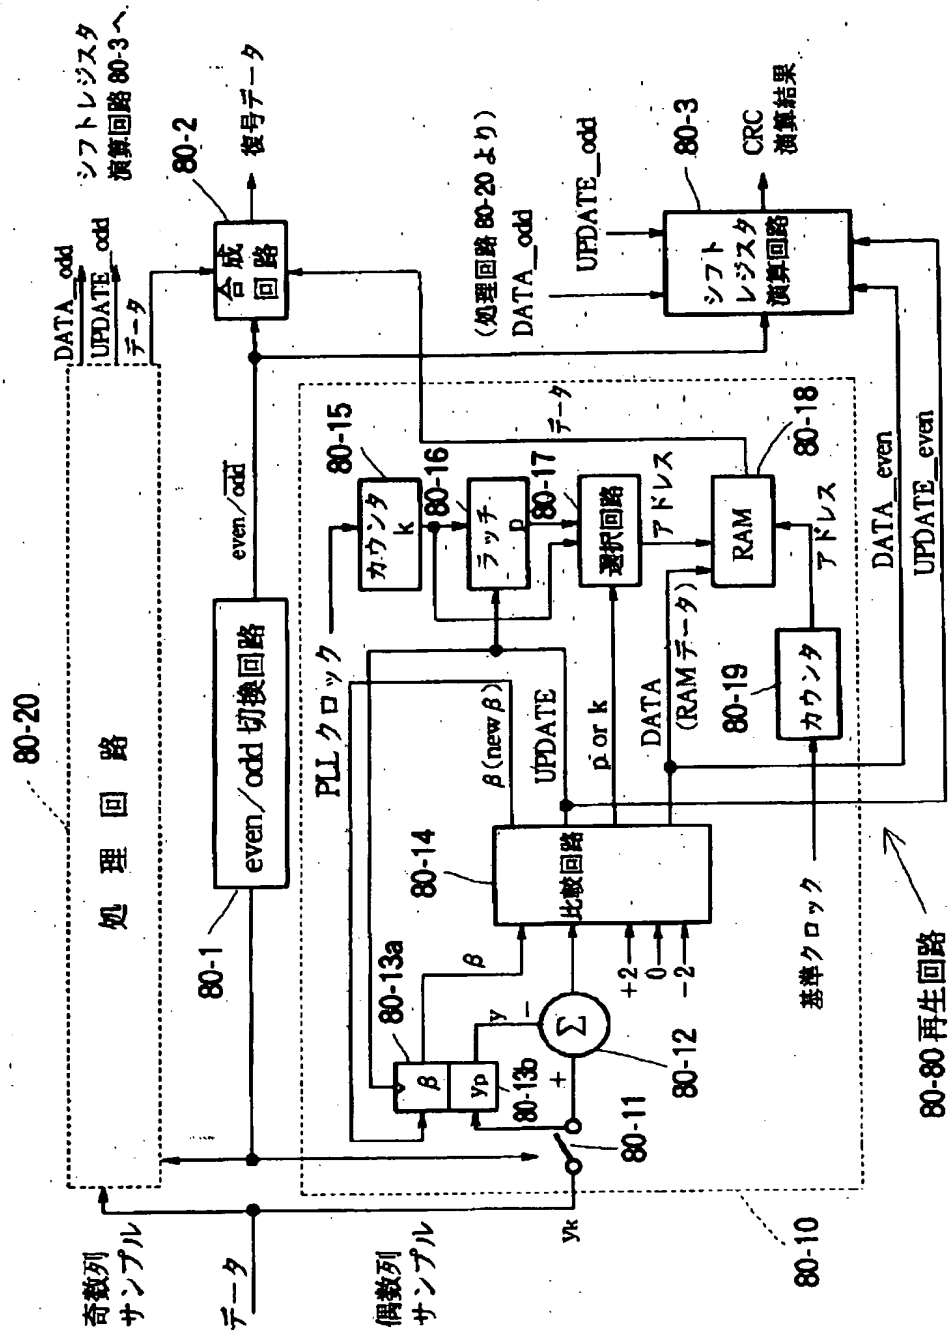 80-20
処理回路
DATA_odd
UPDATE_odd
データ
シフトレジスタ
演算回路 80-3 へ
80-1
even/odd 切換回路
even/odd
80-2
合成
回路
復号データ
奇数列
サンプル
データ
偶数列
サンプル
yk
80-10
80-11
80-12
Σ
+
−
y
80-13a
β
yp
80-13b
β
80-14
比較回路
+2
0
−2
PLL クロック
β(new β)
UPDATE
p or k
DATA
(RAM データ)
80-15
カウンタ
k
80-16
ラッチ
p
80-17
選択回路
アドレス
データ
80-18
RAM
アドレス
80-19
カウンタ
基準クロック
(処理回路 80-20 より)
DATA_odd
UPDATE_odd
80-3
シフト
レジスタ
演算回路
CRC
演算結果
DATA_even
UPDATE_even
80-80 再生回路